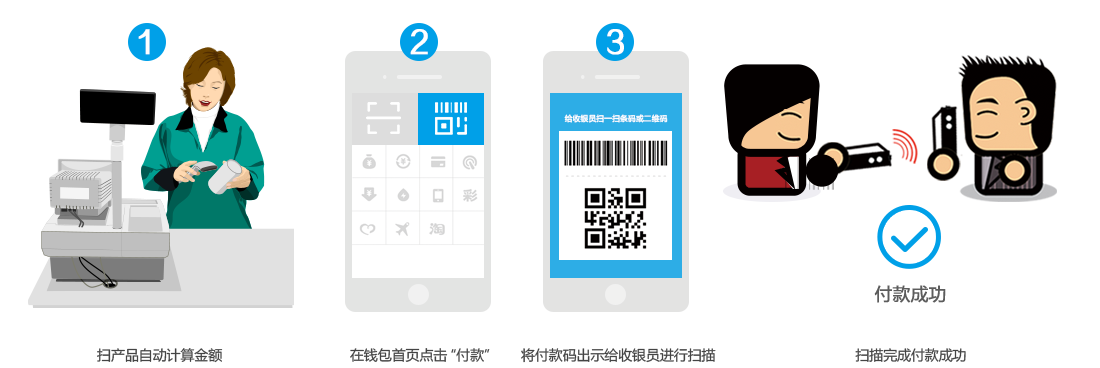 1
2
3
给收银员扫一扫条码或二维码
付款成功
扫产品自动计算金额
在钱包首页点击“付款”
将付款码出示给收银员进行扫描
扫描完成付款成功